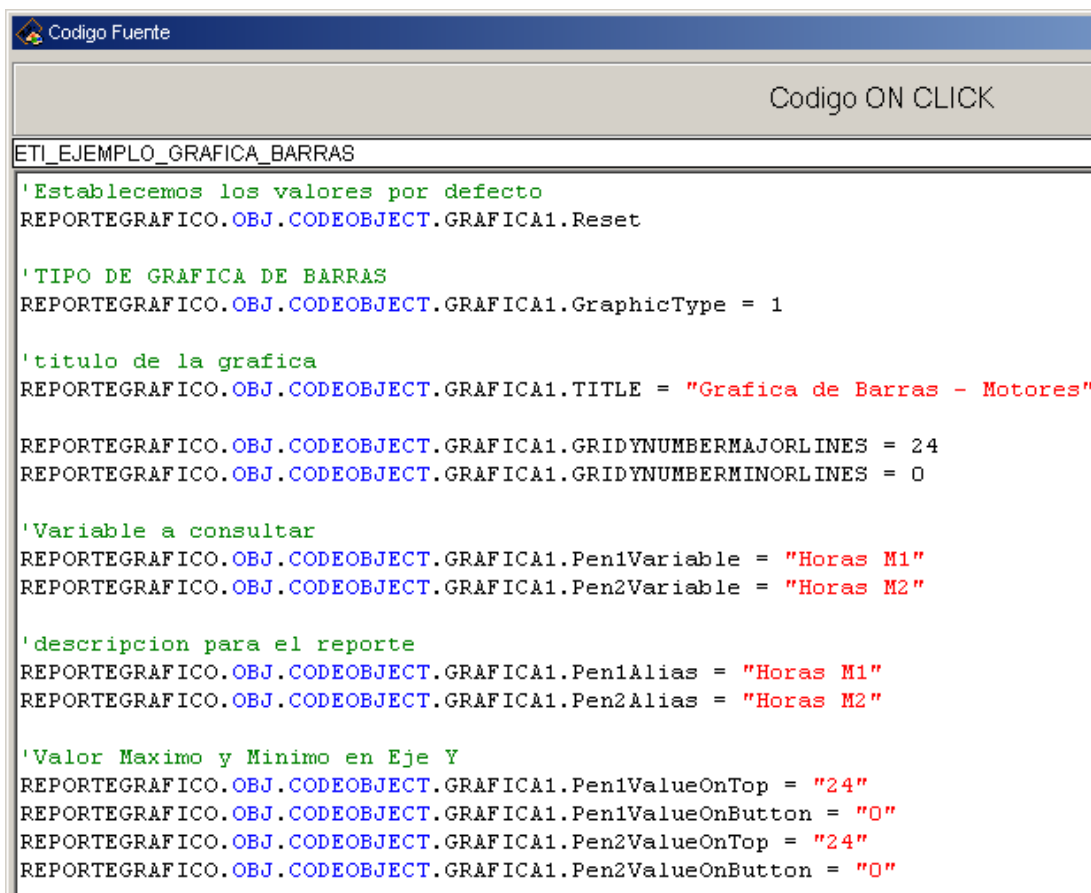 Codigo Fuente
Codigo ON CLICK
ETI_EJEMPLO_GRAFICA_BARRAS
'Establecemos los valores por defecto
REPORTEGRAFICO.OBJ.CODEOBJECT.GRAFICA1.Reset
'TIPO DE GRAFICA DE BARRAS
REPORTEGRAFICO.OBJ.CODEOBJECT.GRAFICA1.GraphicType = 1
'titulo de la grafica
REPORTEGRAFICO.OBJ.CODEOBJECT.GRAFICA1.TITLE = "Grafica de Barras - Motores"
REPORTEGRAFICO.OBJ.CODEOBJECT.GRAFICA1.GRIDYNUMBERMAJORLINES = 24
REPORTEGRAFICO.OBJ.CODEOBJECT.GRAFICA1.GRIDYNUMBERMINORLINES = 0
'Variable a consultar
REPORTEGRAFICO.OBJ.CODEOBJECT.GRAFICA1.Pen1Variable = "Horas M1"
REPORTEGRAFICO.OBJ.CODEOBJECT.GRAFICA1.Pen2Variable = "Horas M2"
'descripcion para el reporte
REPORTEGRAFICO.OBJ.CODEOBJECT.GRAFICA1.Pen1Alias = "Horas M1"
REPORTEGRAFICO.OBJ.CODEOBJECT.GRAFICA1.Pen2Alias = "Horas M2"
'Valor Maximo y Minimo en Eje Y
REPORTEGRAFICO.OBJ.CODEOBJECT.GRAFICA1.Pen1ValueOnTop = "24"
REPORTEGRAFICO.OBJ.CODEOBJECT.GRAFICA1.Pen1ValueOnButton = "0"
REPORTEGRAFICO.OBJ.CODEOBJECT.GRAFICA1.Pen2ValueOnTop = "24"
REPORTEGRAFICO.OBJ.CODEOBJECT.GRAFICA1.Pen2ValueOnButton = "0"